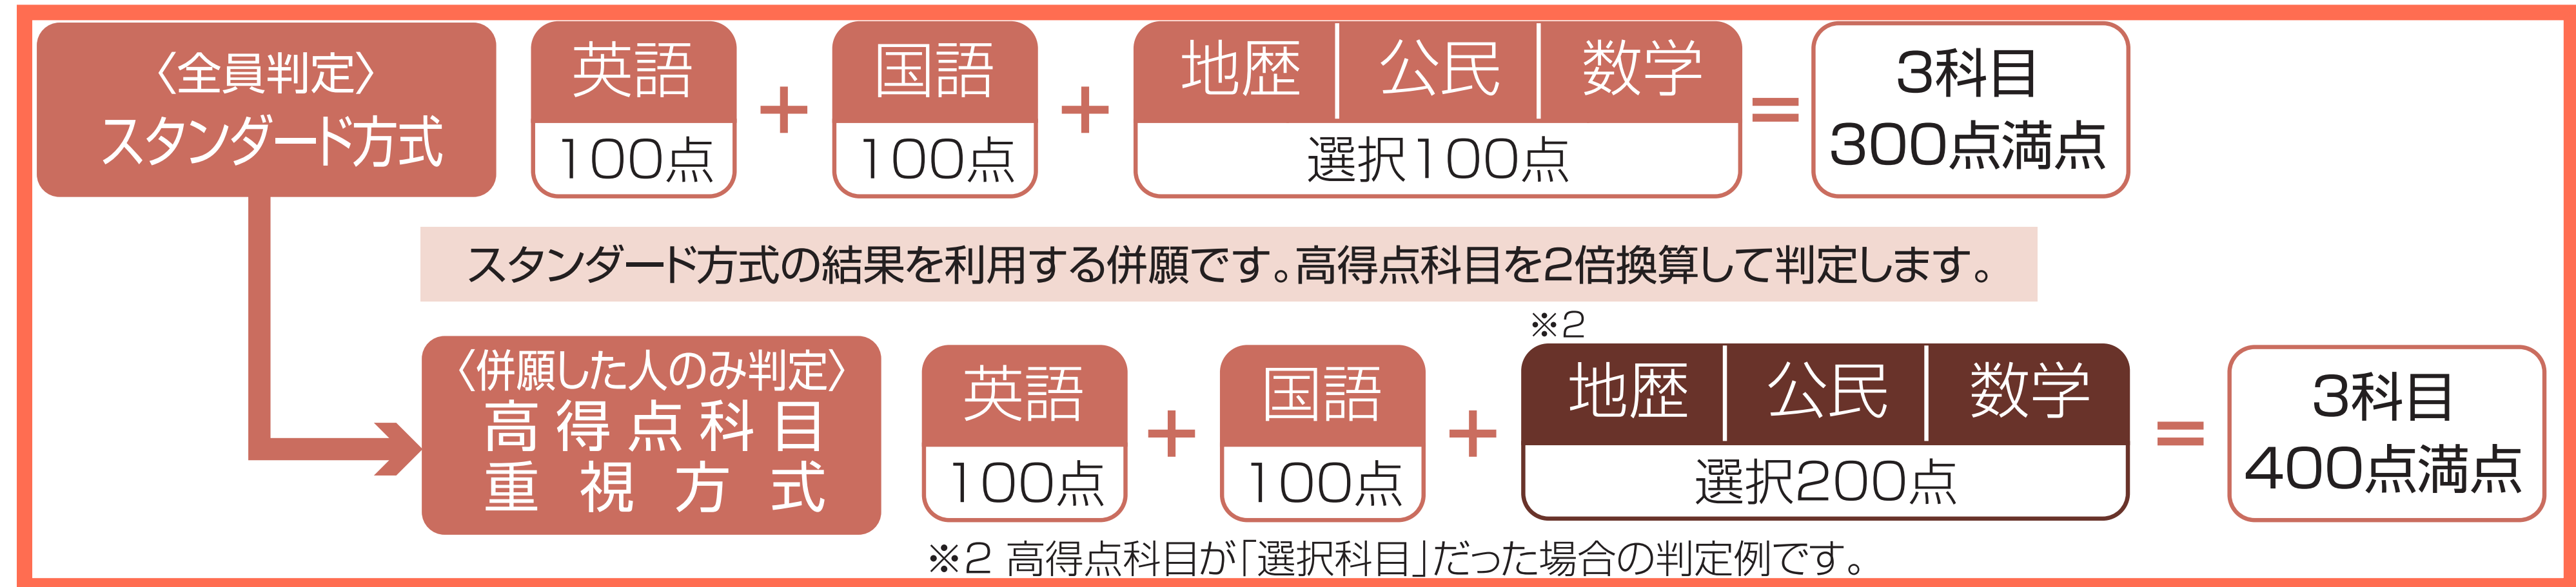 〈全員判定〉
スタンダード方式
英語
100点
+
国語
100点
+
地歴 公民 数学
選択100点
=
3科目
300点満点
スタンダード方式の結果を利用する併願です。高得点科目を2倍換算して判定します。
〈併願した人のみ判定〉
高得点科目
重視方式
英語
100点
+
国語
100点
+
※2
地歴 公民 数学
選択200点
=
3科目
400点満点
※2 高得点科目が「選択科目」だった場合の判定例です。